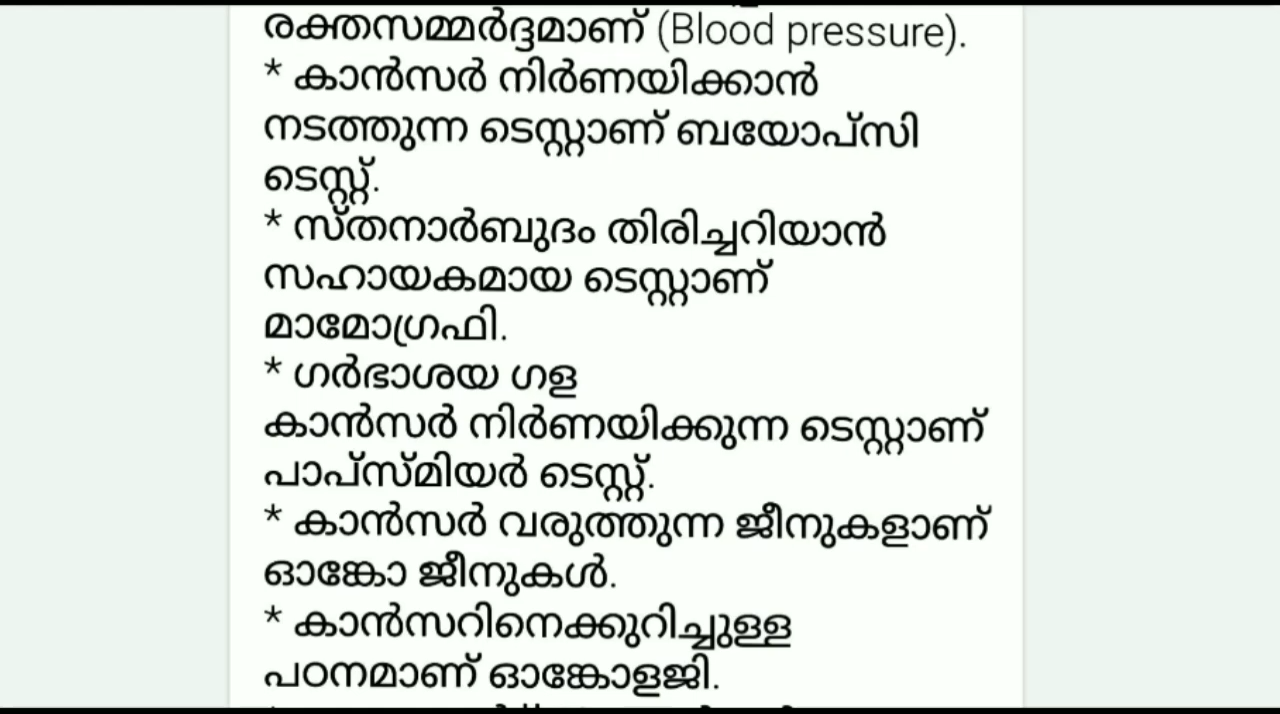 രക്തസമ്മർദ്ദമാണ് (Blood pressure).
* കാൻസർ നിർണയിക്കാൻ
നടത്തുന്ന ടെസ്റ്റാണ് ബയോപ്സി
ടെസ്റ്റ്.
* സ്തനാർബുദം തിരിച്ചറിയാൻ
സഹായകമായ ടെസ്റ്റാണ്
മാമോഗ്രഫി.
* ഗർഭാശയ ഗള
കാൻസർ നിർണയിക്കുന്ന ടെസ്റ്റാണ്
പാപ്സ്മിയർ ടെസ്റ്റ്.
* കാൻസർ വരുത്തുന്ന ജീനുകളാണ്
ഓങ്കോ ജീനുകൾ.
* കാൻസറിനെക്കുറിച്ചുള്ള
പഠനമാണ് ഓങ്കോളജി.